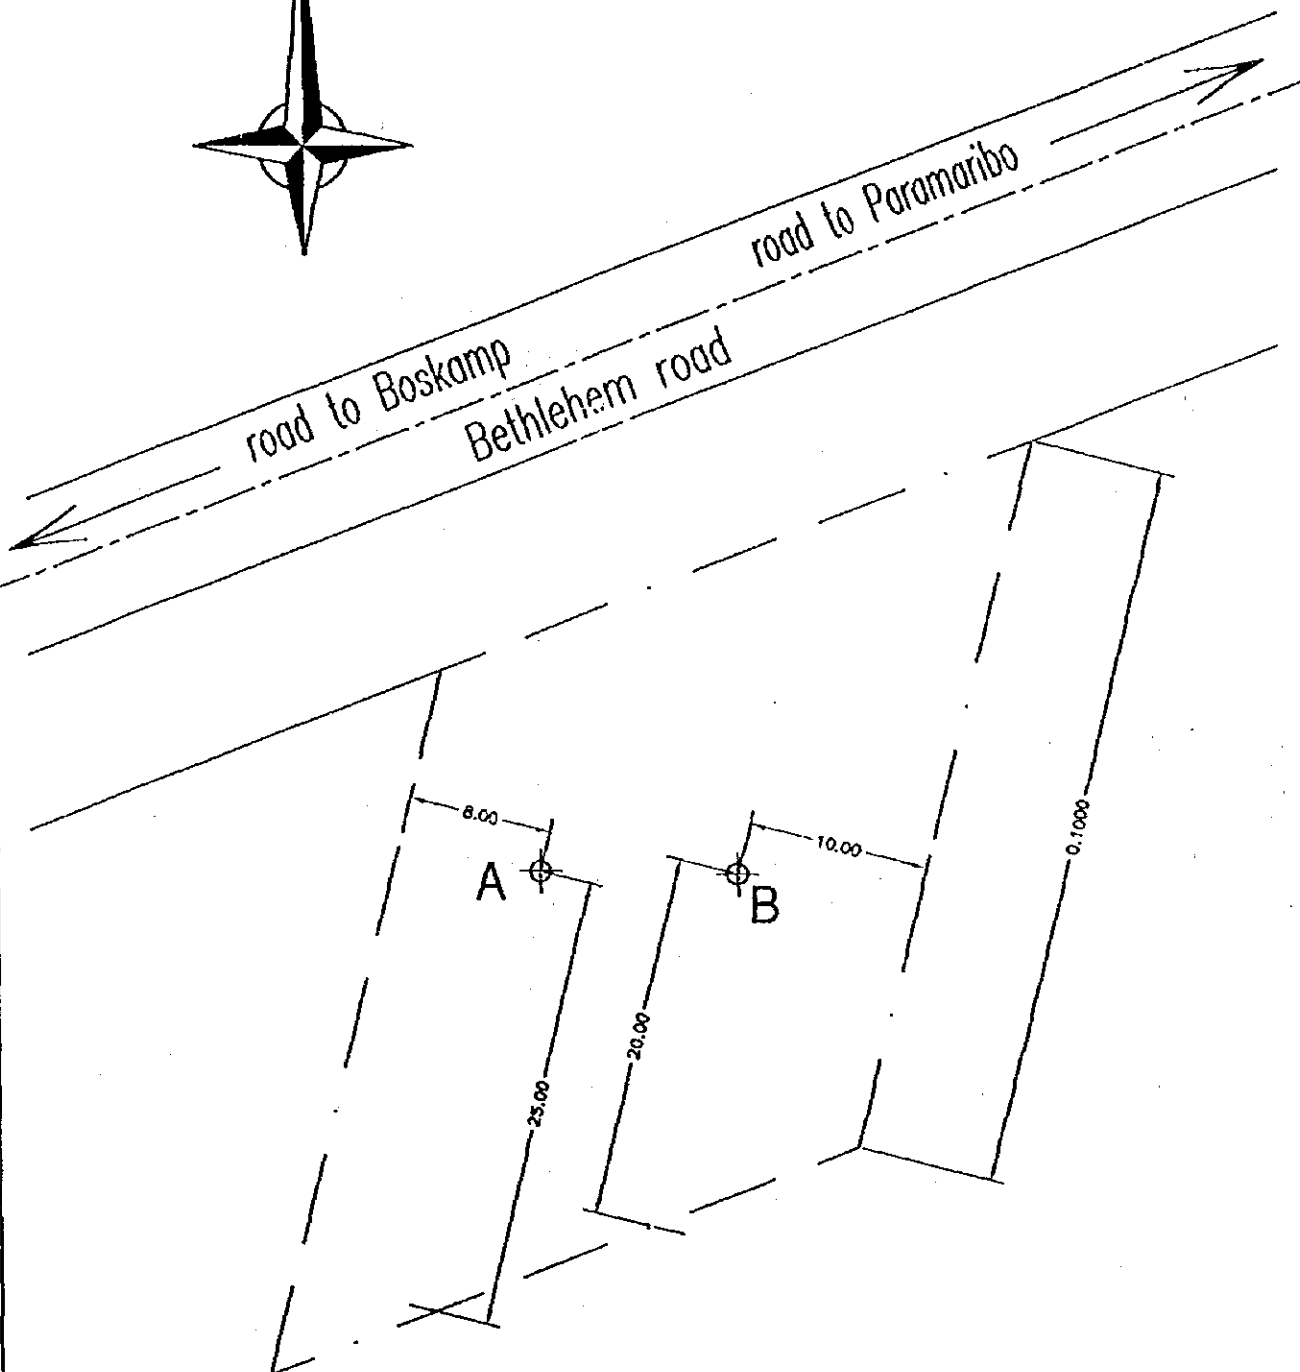 road to Paramaribo
road to Boskamp
Bethlehem road
8.00
10.00
0.1000
A
B
20.00
25.00